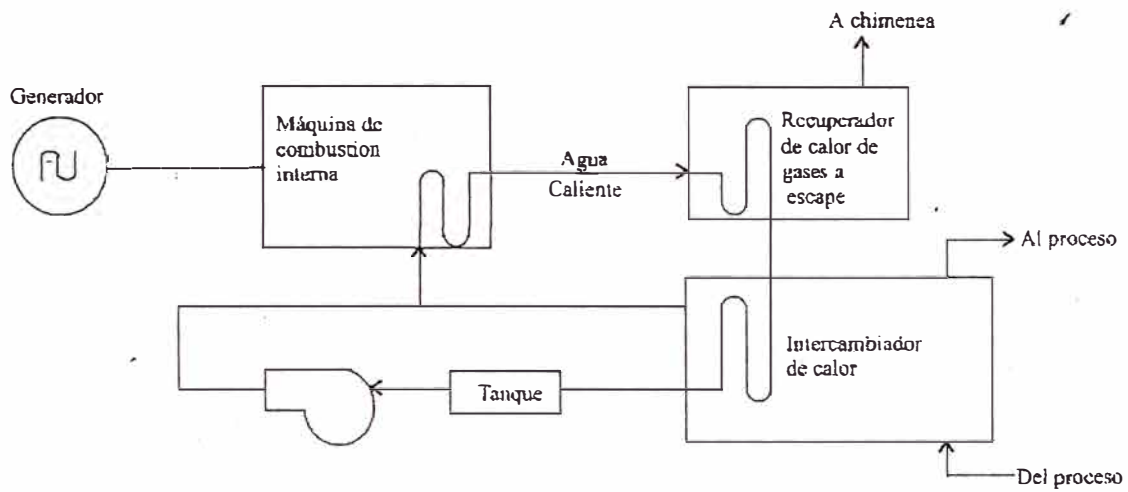 A chimenea
Generador
Máquina de
combustion
interna
Agua
Caliente
Recuperador
de calor de
gases a
escape
Al proceso
Intercambiador
de calor
Tanque
Del proceso